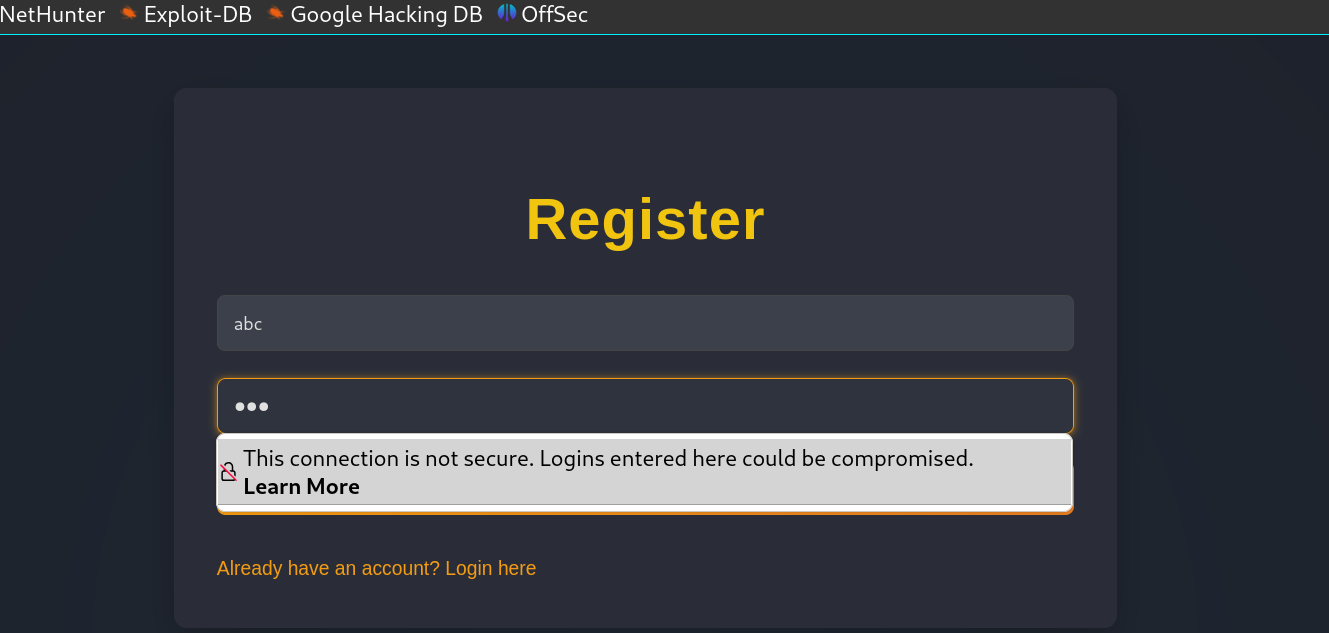 NetHunter Exploit-DB Google Hacking DB OffSec
Register
abc
This connection is not secure. Logins entered here could be compromised.
Learn More
Already have an account? Login here